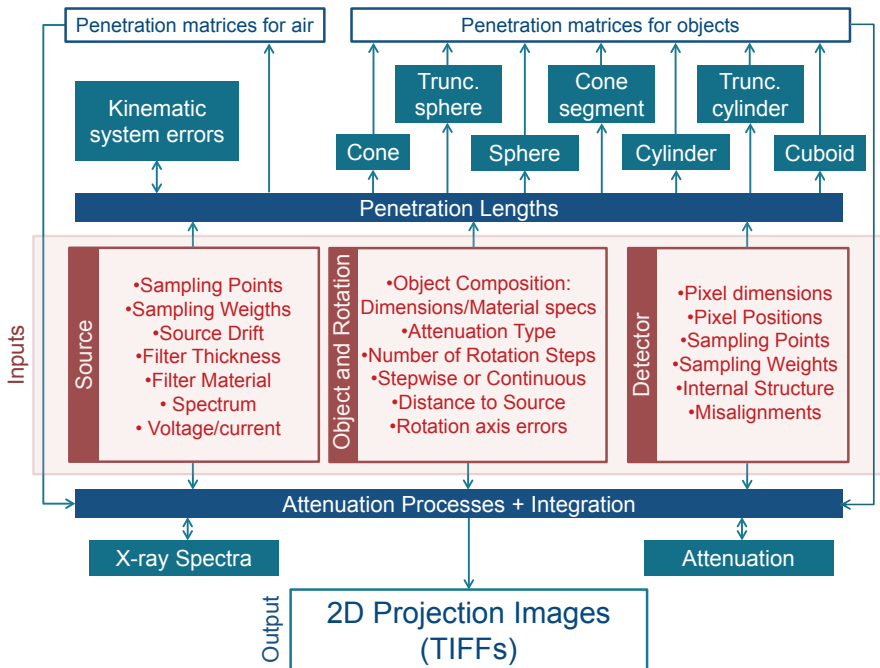 Penetration matrices for air
Penetration matrices for objects
Kinematic
system errors
Trunc.
sphere
Cone
segment
Trunc.
cylinder
Cone
Sphere
Cylinder
Cuboid
Penetration Lengths
Inputs
Source
•Sampling Points
•Sampling Weigths
•Source Drift
•Filter Thickness
•Filter Material
• Spectrum
• Voltage/current
Object and Rotation
•Object Composition:
Dimensions/Material specs
•Attenuation Type
•Number of Rotation Steps
•Stepwise or Continuous
•Distance to Source
•Rotation axis errors
Detector
•Pixel dimensions
•Pixel Positions
•Sampling Points
•Sampling Weights
•Internal Structure
•Misalignments
Attenuation Processes + Integration
X-ray Spectra
Attenuation
Output
2D Projection Images
(TIFFs)